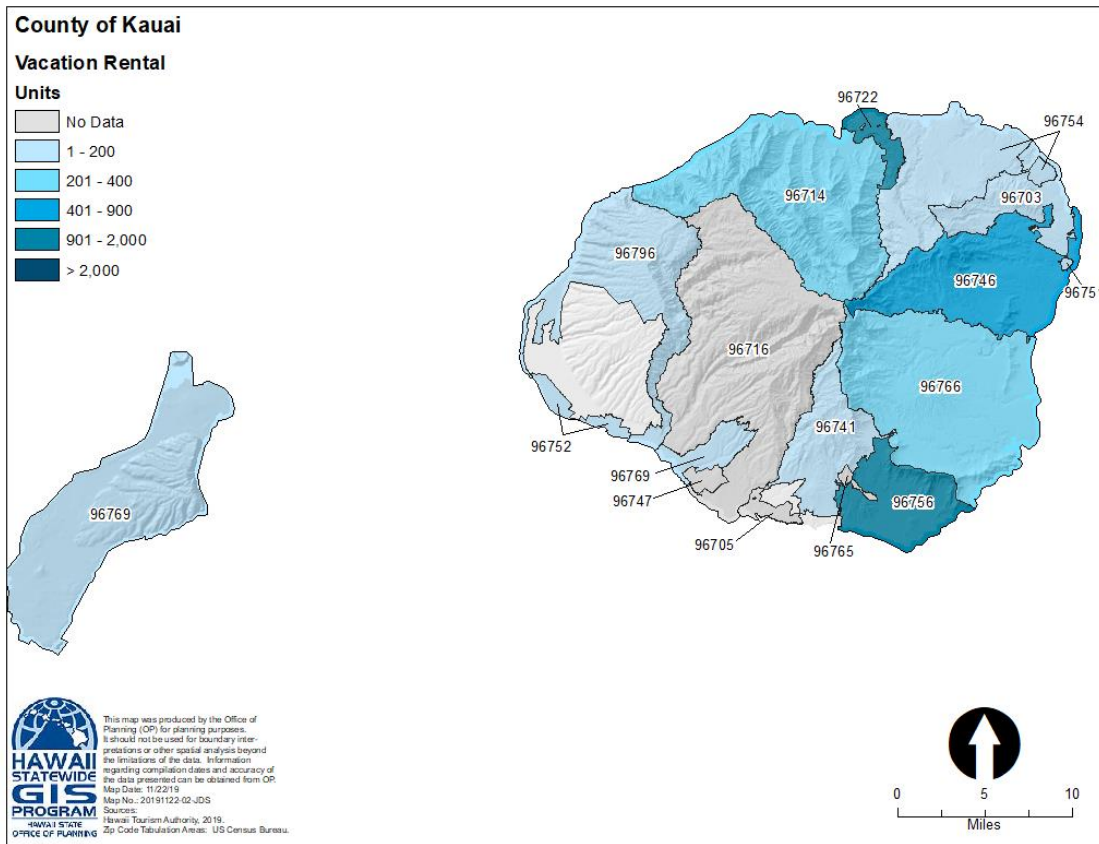 County of Kauai
Vacation Rental
Units
No Data
1 - 200
201 - 400
401 - 900
901 - 2,000
> 2,000
96722
96754
96714
96703
96796
96746
9675
96716
96766
96741
96752
96769
96747
96756
96705
96765
96769
HAWAII
STATEWIDE
GIS
PROGRAM
HAWAII STATE
OFFICE OF PLANNING
This map was produced by the Office of
Planning (OP) for planning purposes.
It should not be used for boundary inter-
pretations or other spatial analysis beyond
the limitations of the data. Information
regarding compilation dates and accuracy of
the data presented can be obtained from OP.
Map Date: 11/22/19
Map No.: 20191122-02-JDS
Sources:
Hawaii Tourism Authority, 2019.
Zip Code Tabulation Areas: US Census Bureau.
0 5 10
Miles